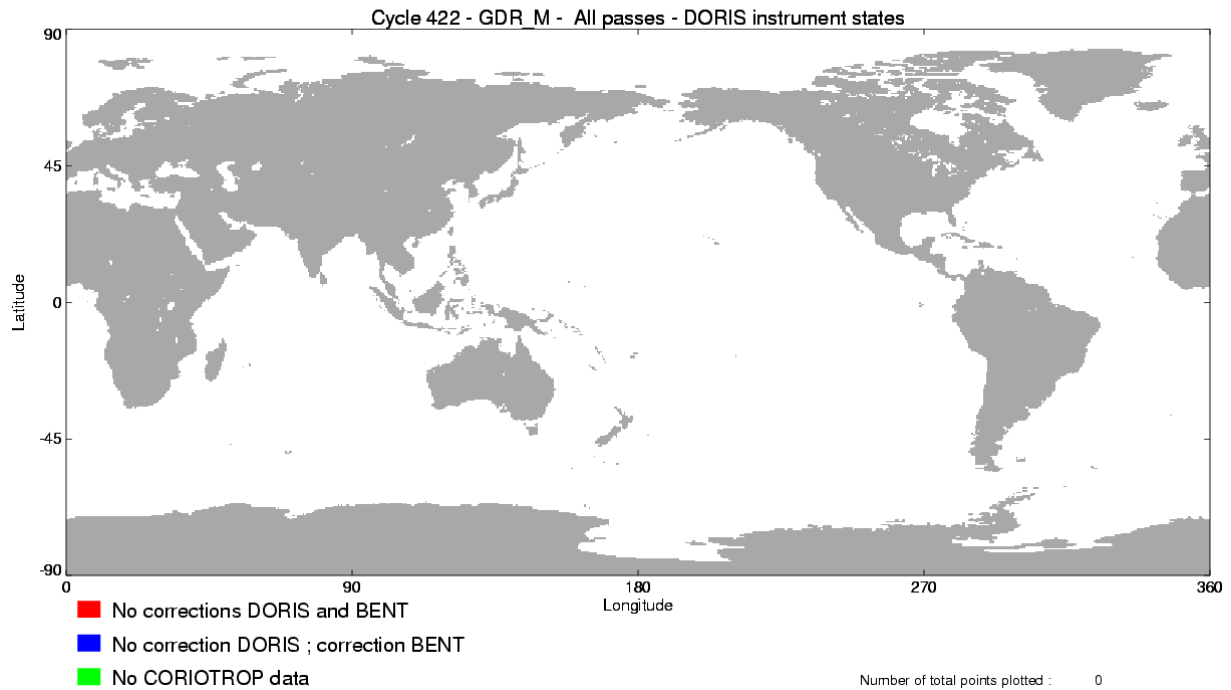 Cycle 422 - GDR_M - All passes - DORIS instrument states
90
45
0
-45
-90
Latitude
0 90 180 270 360
Longitude
No corrections DORIS and BENT
No correction DORIS ; correction BENT
No CORIOTROP data
Number of total points plotted : 0